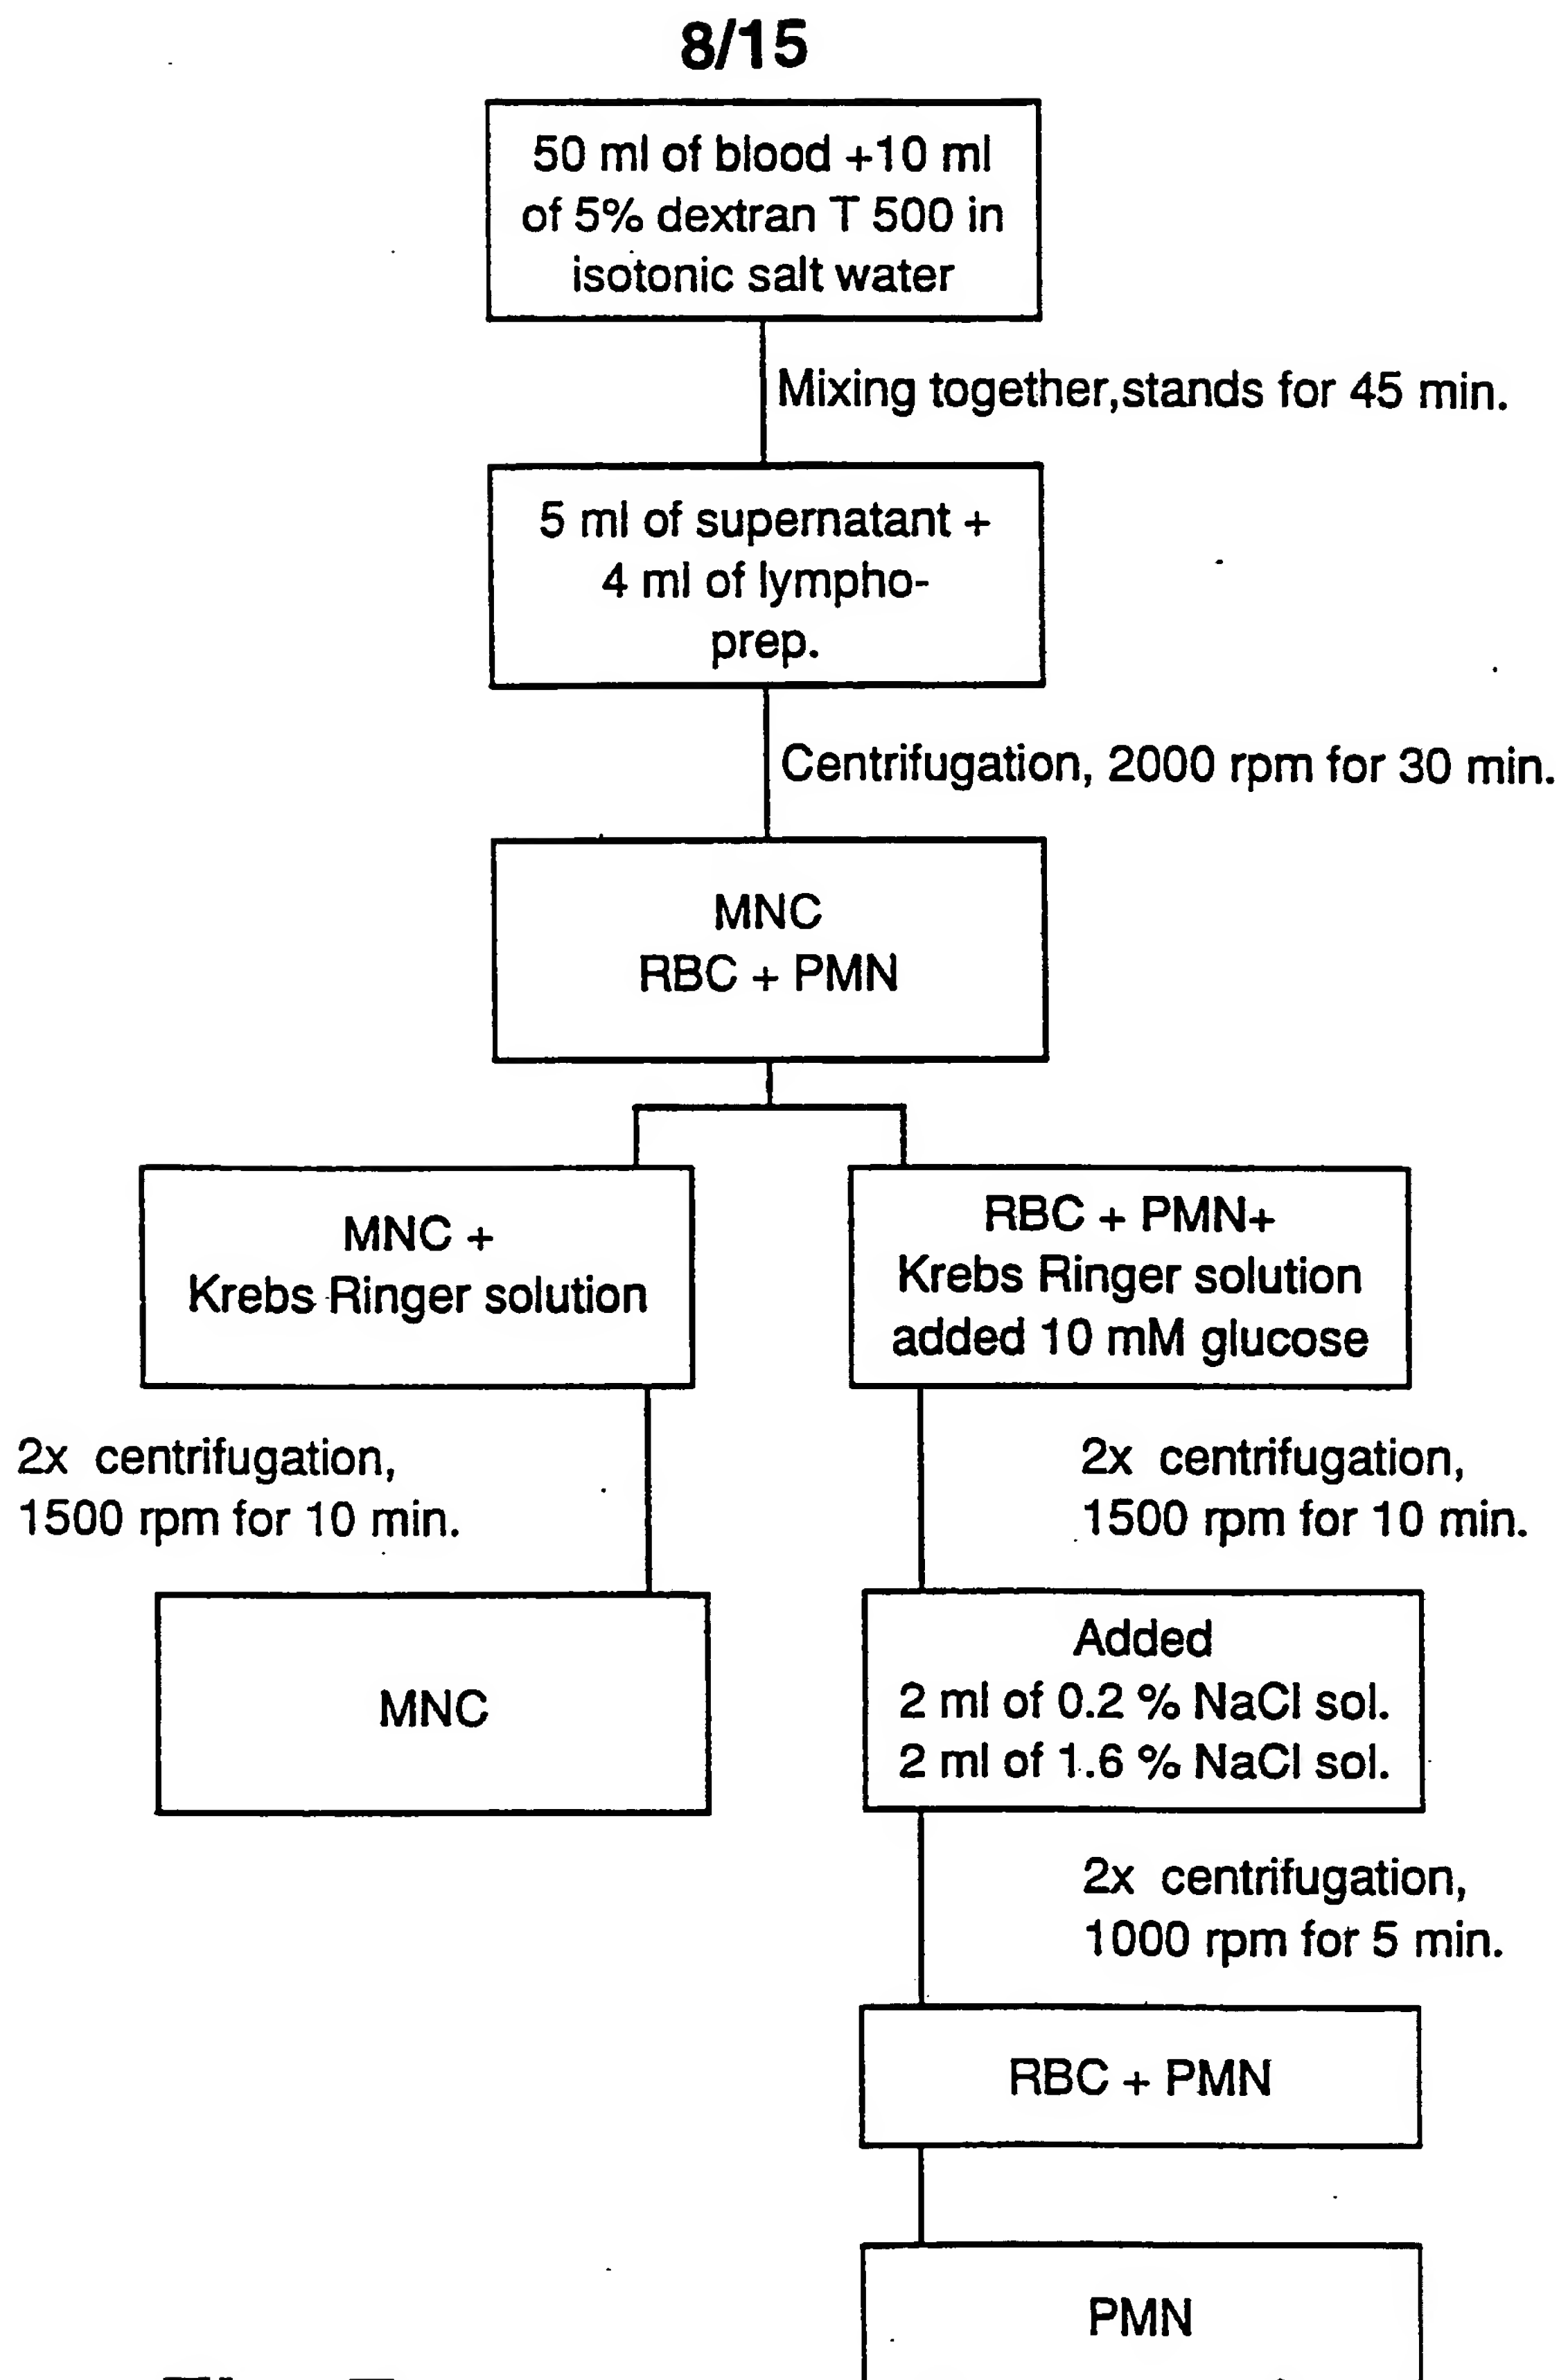 8/15
50 ml of blood +10 ml
of 5% dextran T 500 in
isotonic salt water
Mixing together,stands for 45 min.
5 ml of supernatant +
4 ml of lympho-
prep.
Centrifugation, 2000 rpm for 30 min.
MNC
RBC + PMN
MNC +
Krebs Ringer solution
RBC + PMN+
Krebs Ringer solution
added 10 mM glucose
2x centrifugation,
1500 rpm for 10 min.
2x centrifugation,
1500 rpm for 10 min.
MNC
Added
2 ml of 0.2 % NaCl sol.
2 ml of 1.6 % NaCl sol.
2x centrifugation,
1000 rpm for 5 min.
RBC + PMN
PMN